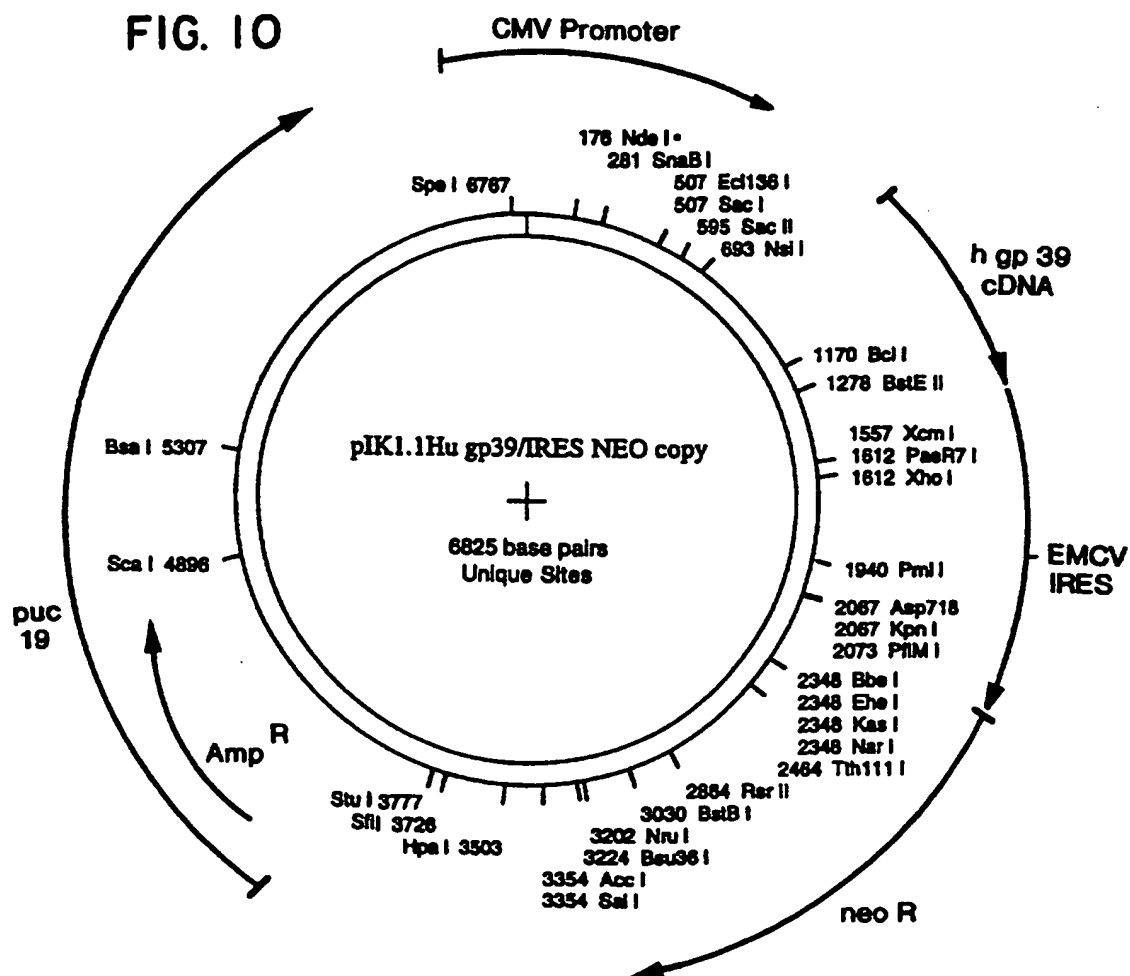 FIG. 10
CMV Promoter
176 Nde I
281 SnaB I
507 Ecl136 I
507 Sac I
595 Sac II
693 Nsi I
Spe I 6767
h gp 39
cDNA
1170 Bcl I
1278 BstE II
1557 Xcm I
1612 PaeR7 I
1612 Xho I
Bsa I 5307
pIK1.1Hu gp39/IRES NEO copy
6825 base pairs
Unique Sites
Sca I 4896
1940 Pml I
EMCV
IRES
2067 Asp718
2067 Kpn I
2073 PflM I
puc
19
2348 Bbe I
2348 Ehe I
2348 Kas I
2348 Nar I
2464 Tth111 I
Amp R
2864 Rsr II
3030 BstB I
3202 Nru I
3224 Bsu36 I
3354 Acc I
3354 Sal I
Stu I 3777
Sfi I 3726
Hpa I 3503
neo R